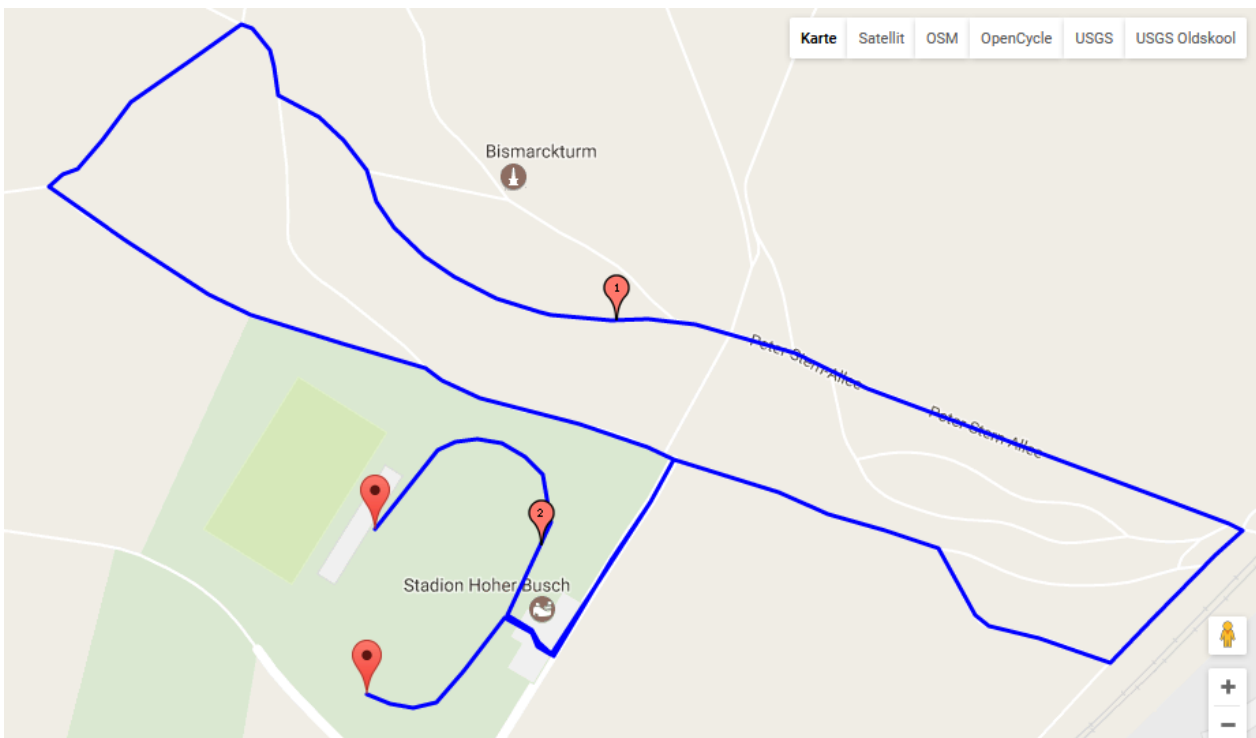 Karte Satellit OSM OpenCycle USGS USGS Oldskool
Bismarckturm
1
Peter-Stern-Allee
Peter-Stern-Allee
2
Stadion Hoher Busch
+
−